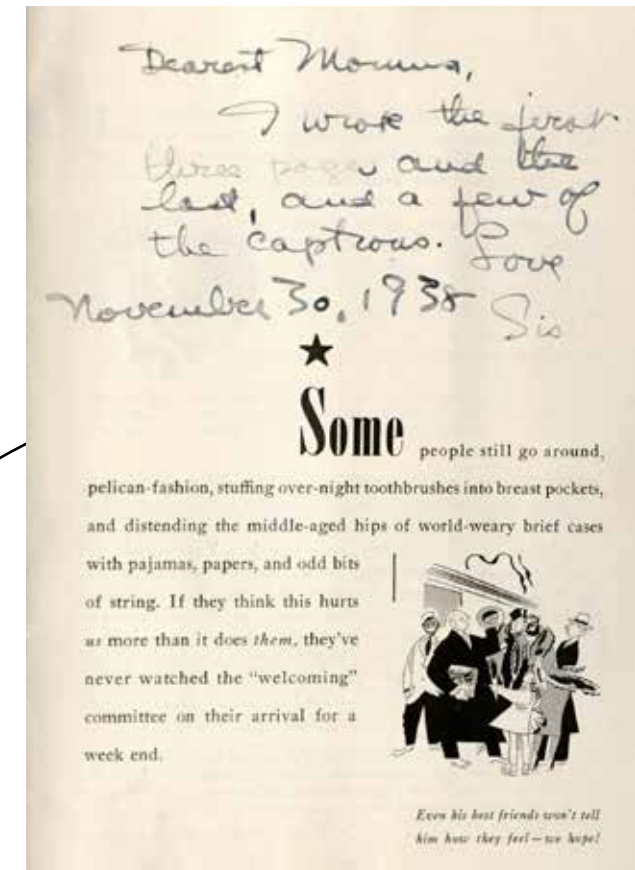 Dearest Momma,
I wrote the first
three pages and the
last, and a few of
the captions. Love
November 30, 1938 Sis
Some people still go around,
pelican-fashion, stuffing over-night toothbrushes into breast pockets,
and distending the middle-aged hips of world-weary brief cases
with pajamas, papers, and odd bits
of string. If they think this hurts
us more than it does them, they've
never watched the "welcoming"
committee on their arrival for a
week end.
Even his best friends won't tell
him how they feel—we hope!